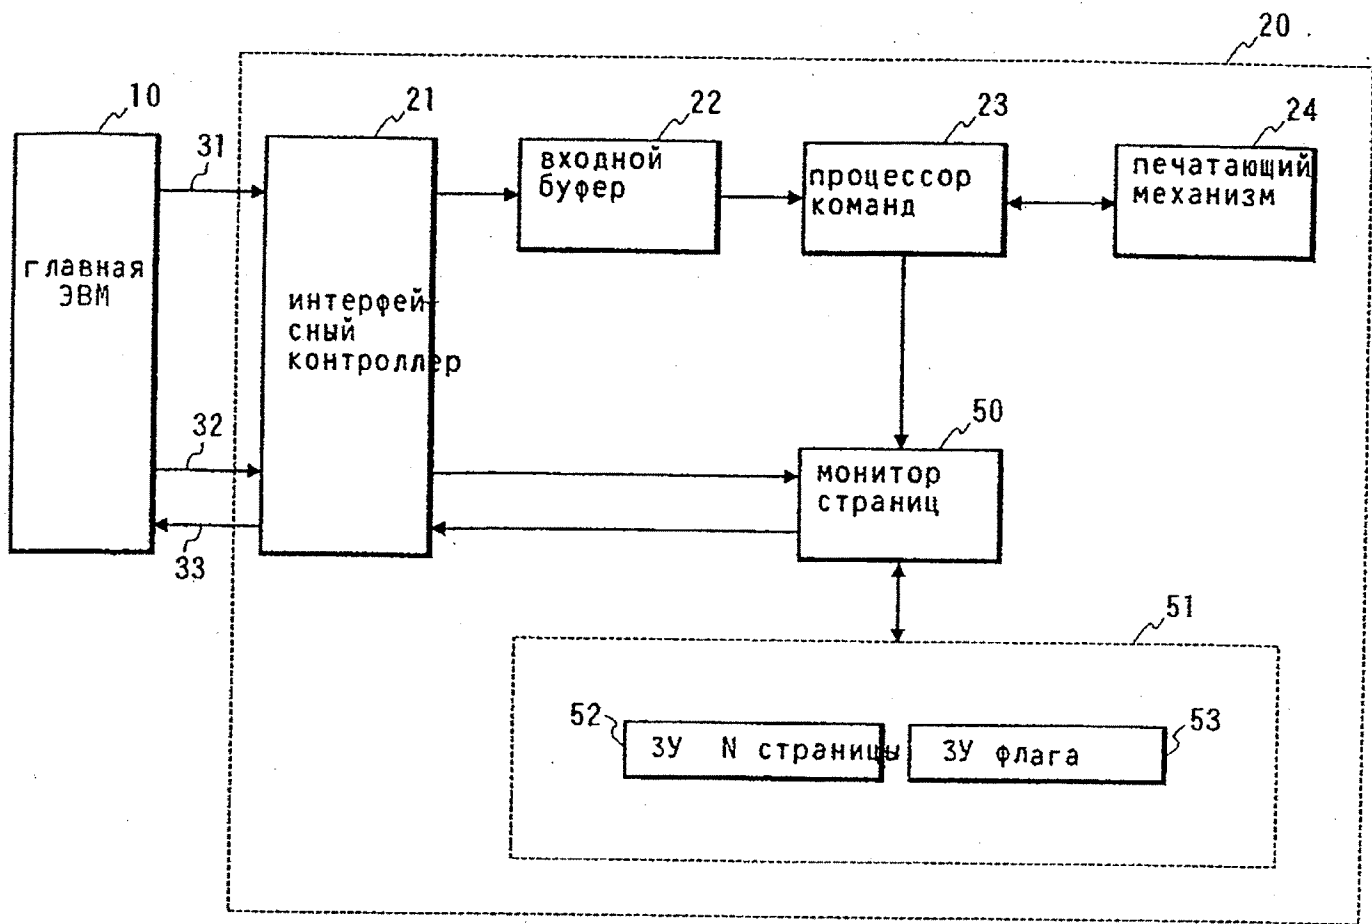 20
10
21
22
23
24
31
входной
буфер
процессор
команд
печатающий
механизм
главная
ЭВМ
интерфей-
сный
контроллер
32
33
50
монитор
страниц
51
52
ЗУ N страницы
ЗУ флага
53